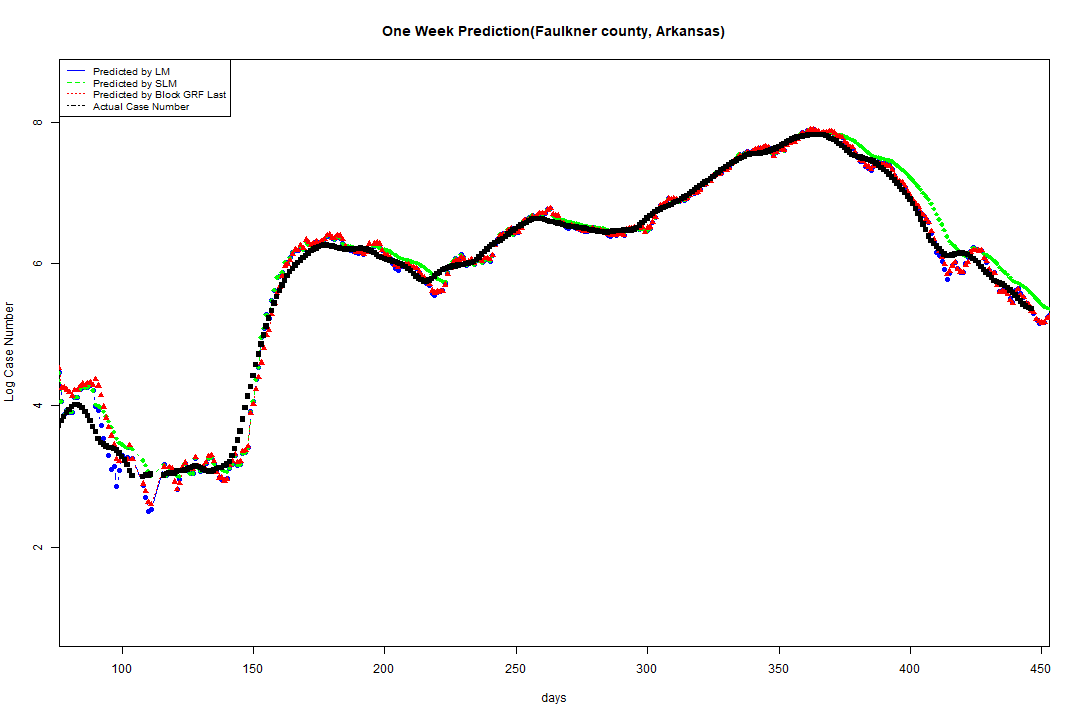 One Week Prediction(Faulkner county, Arkansas)
Predicted by LM
Predicted by SLM
Predicted by Block GRF Last
Actual Case Number
8
6
4
2
Log Case Number
100 150 200 250 300 350 400 450
days